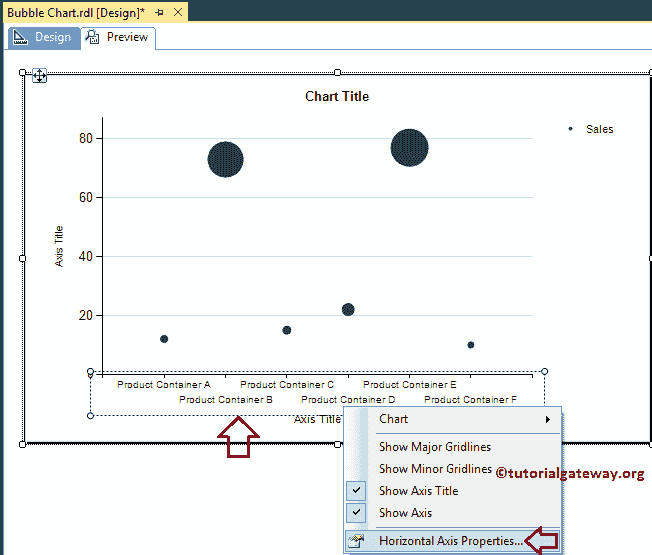 Bubble Chart.rdl [Design]*
Design
Preview
Chart Title
Sales
80
60
40
20
Axis Title
Product Container A Product Container C Product Container E
Product Container B Product Container D Product Container F
Axis Title
Chart
Show Major Gridlines
Show Minor Gridlines
©tutorialgateway.org
Show Axis Title
Show Axis
Horizontal Axis Properties...